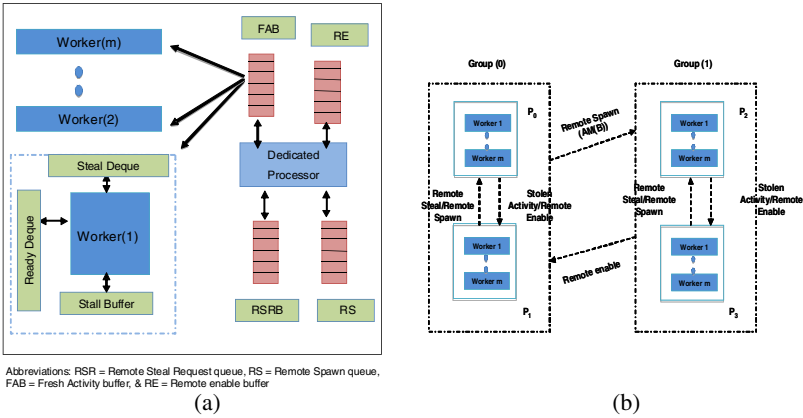 FAB
RE
Worker(m)
Worker(2)
Steal Deque
Ready Deque
Worker(1)
Stall Buffer
Dedicated
Processor
RSRB
RS
Abbreviations: RSR = Remote Steal Request queue, RS = Remote Spawn queue,
FAB = Fresh Activity buffer, & RE = Remote enable buffer
(a)
Group (0)
Group (1)
P0
Worker 1
Worker m
Remote
Steal/Remote
Spawn
Stolen
Activity/Remote
Enable
Worker 1
Worker m
P1
Remote Spawn
(AM(B))
Remote enable
P2
Worker 1
Worker m
Remote
Steal/Remote
Spawn
Stolen
Activity/Remote
Enable
Worker 1
Worker m
P3
(b)